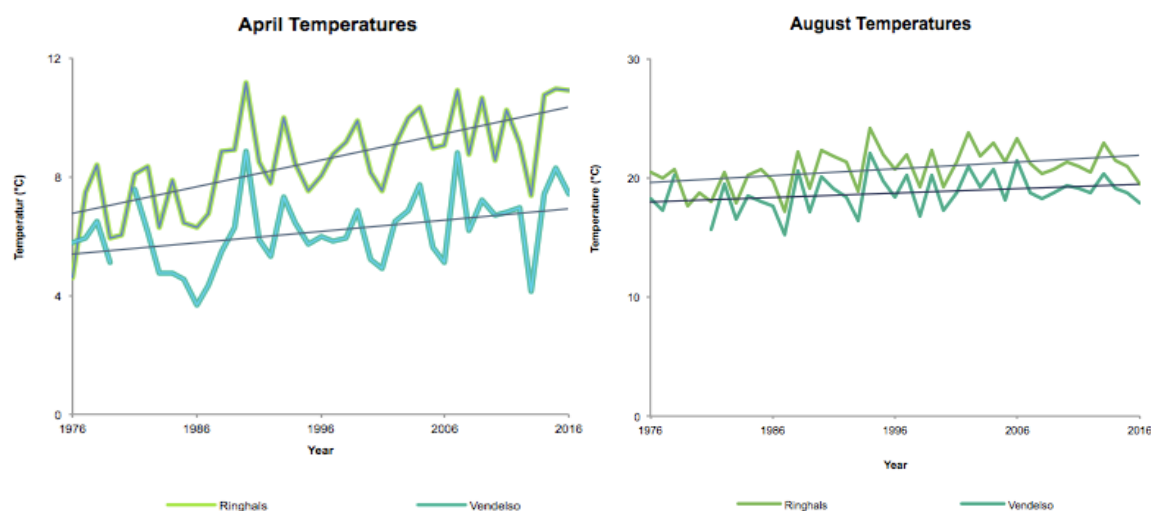 April Temperatures
Temperatur (°C)
12
8
4
0
1976
1986
1996
2006
2016
Year
Ringhals
Vendelso
August Temperatures
Temperature (°C)
30
20
10
0
1976
1986
1996
2006
2016
Year
Ringhals
Vendelso